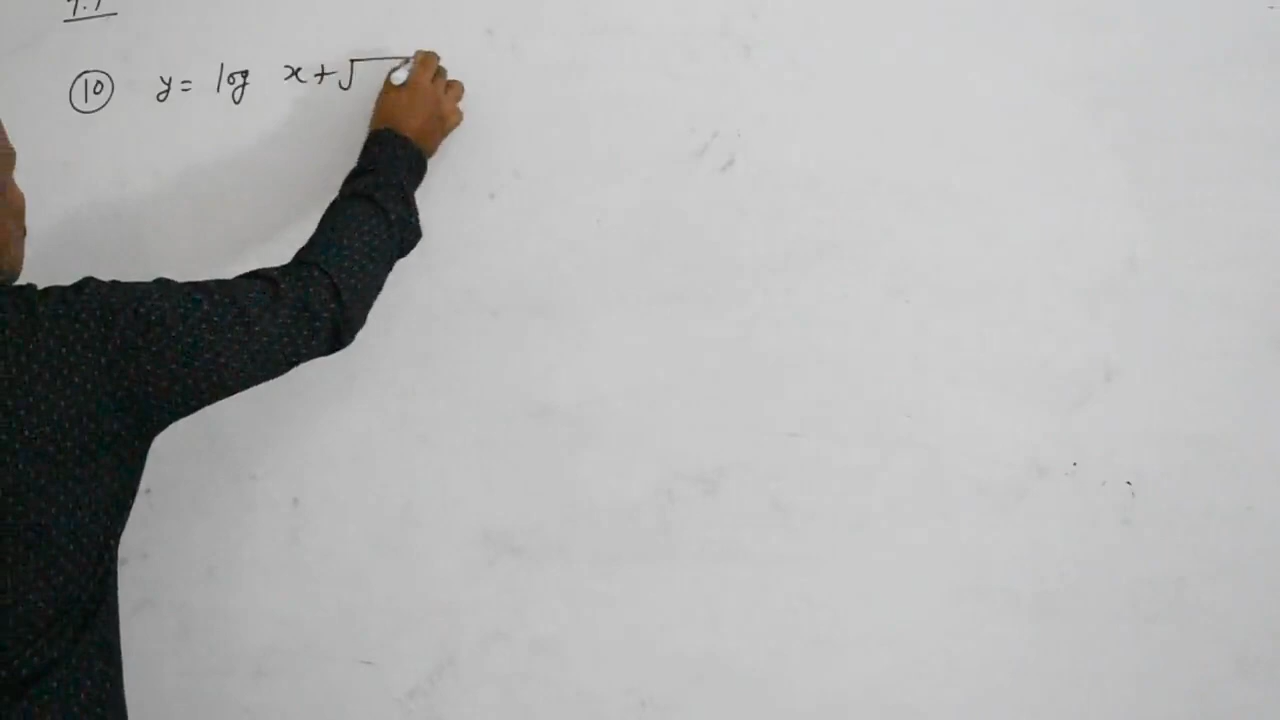 ⑩ y = log x + √